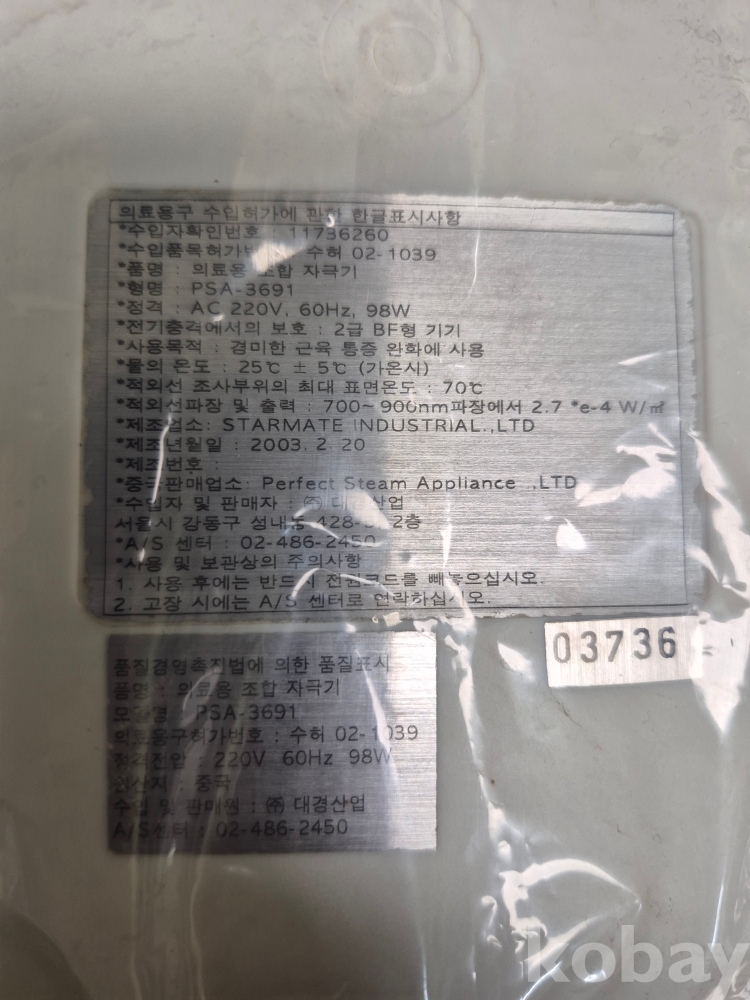 의료용구 수입허가에 관한 한글표시사항
*수입자확인번호 : 11736260
*수입품목허가번호 : 수허 02-1039
*품명 : 의료용 조합 자극기
*형명 : PSA-3691
*정격 : AC 220V, 60Hz, 98W
*전기충격에서의 보호 : 2급 BF형 기기
*사용목적 : 경미한 근육 통증 완화에 사용
*물의 온도 : 25℃ ± 5℃ (가온시)
*적외선 조사부위의 최대 표면온도 : 70℃
*적외선파장 및 출력 : 700~900nm파장에서 2.7 *e-4 W/㎡
*제조업소: STARMATE INDUSTRIAL.,LTD
*제조년월일 : 2003. 2. 20
*제조번호 :
*중국판매업소: Perfect Steam Appliance .,LTD
*수입자 및 판매자 : ㈜ 대경산업
서울시 강동구 성내동 2층
*A/S 센터 : 02-486-2450
*사용 및 보관상의 주의사항
1. 사용 후에는 반드시 전원코드를 빼놓으십시오.
2. 고장 시에는 A/S 센터로 연락하십시오.
03736
품질경영촉진법에 의한 품질표시
품명 : 의료용 조합 자극기
모델명 : PSA-3691
의료용구허가번호 : 수허 02-1039
정격전압 : 220V 60Hz 98W
원산지 : 중국
수입 및 판매원 : ㈜ 대경산업
A/S센터 : 02-486-2450
kobay